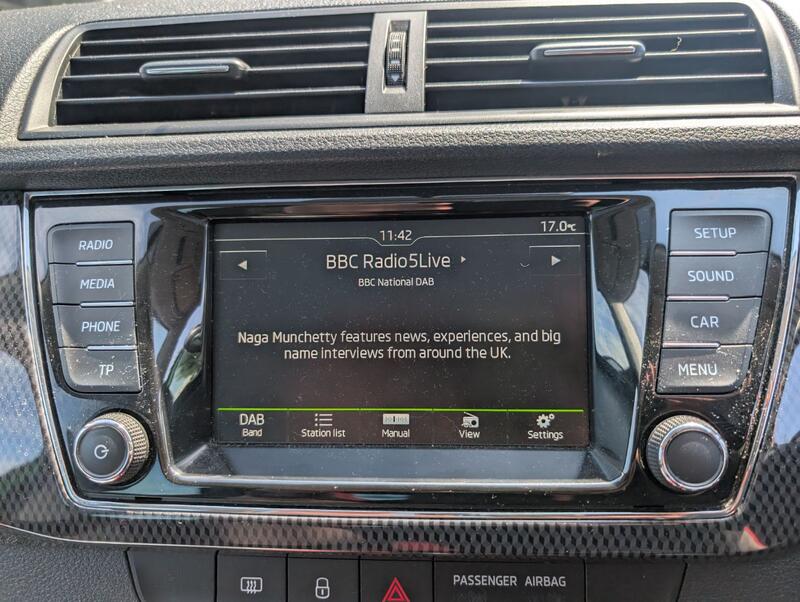 11:42
17.0°C
BBC Radio5Live
BBC National DAB
Naga Munchetty features news, experiences, and big
name interviews from around the UK.
DAB
Band
Station list
Manual
View
Settings
RADIO
MEDIA
PHONE
TP
SETUP
SOUND
CAR
MENU
PASSENGER AIRBAG